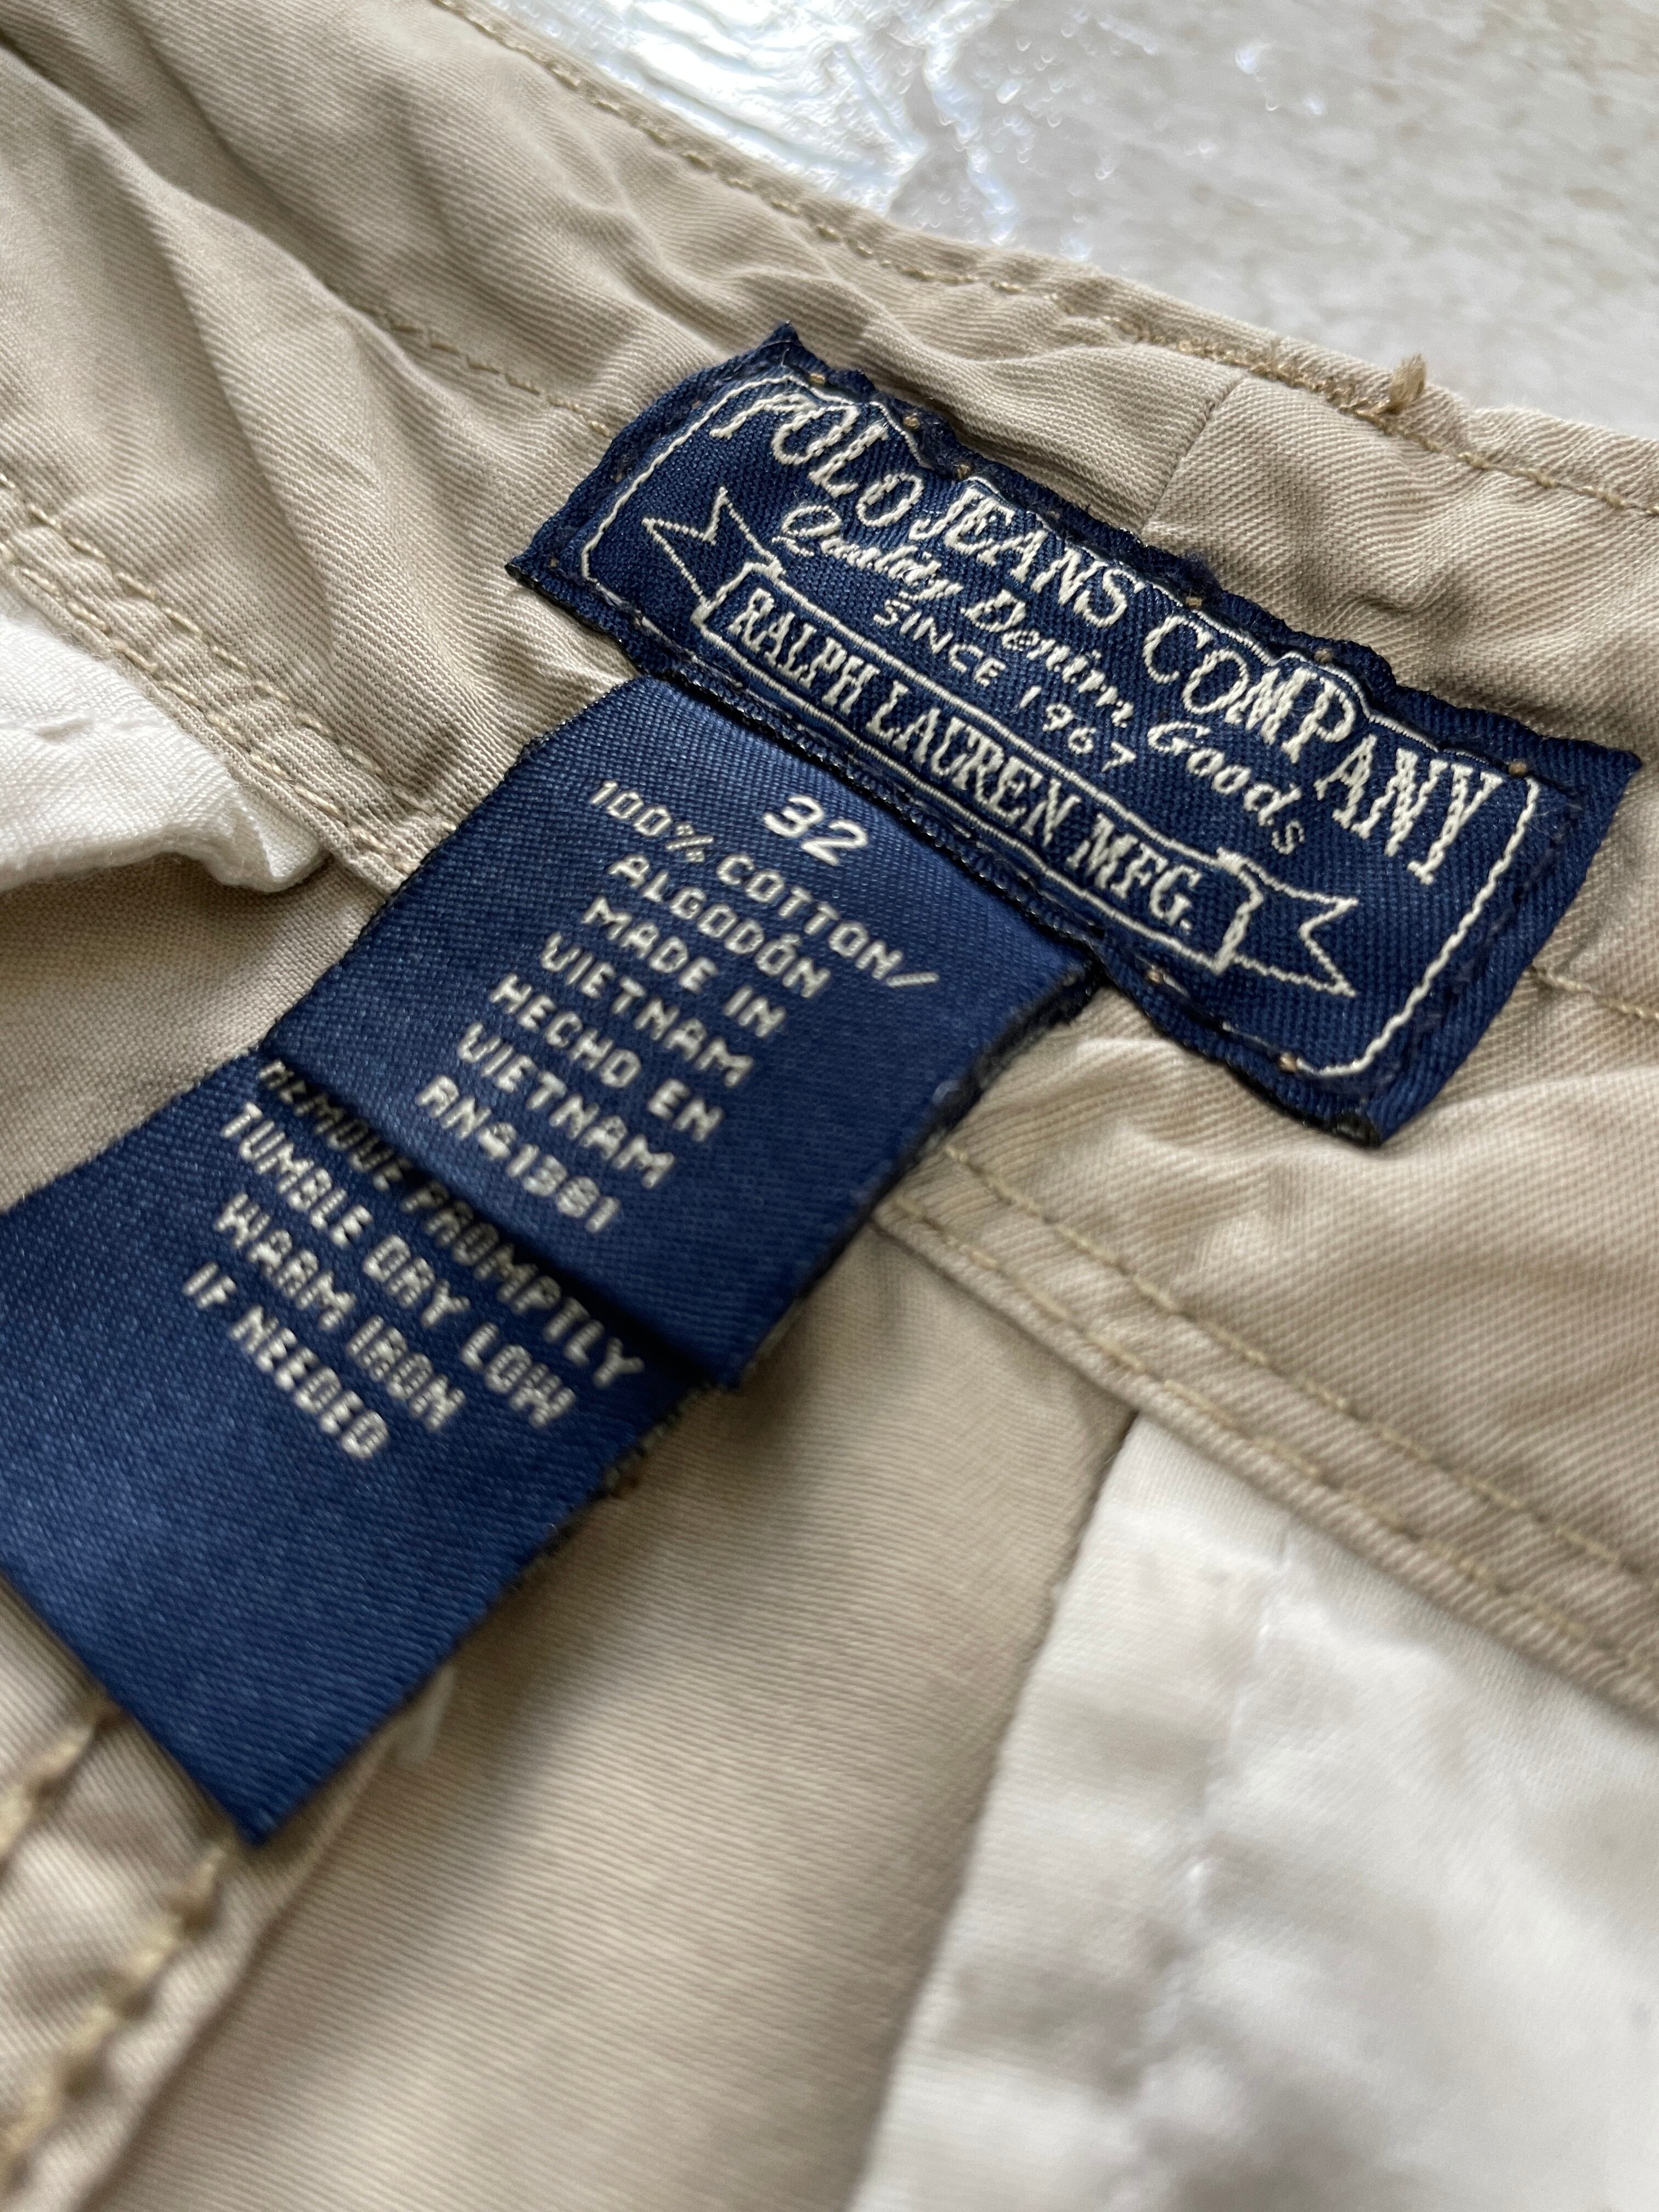 POLO JEANS COMPANY
Quality Denim Goods
SINCE 1967
RALPH LAUREN MFG.
32
100% COTTON/
ALGODÓN
MADE IN
VIETNAM
HECHO EN
VIETNAM
RN41381
REMOVE PROMPTLY
TUMBLE DRY LOW
WARM IRON
IF NEEDED